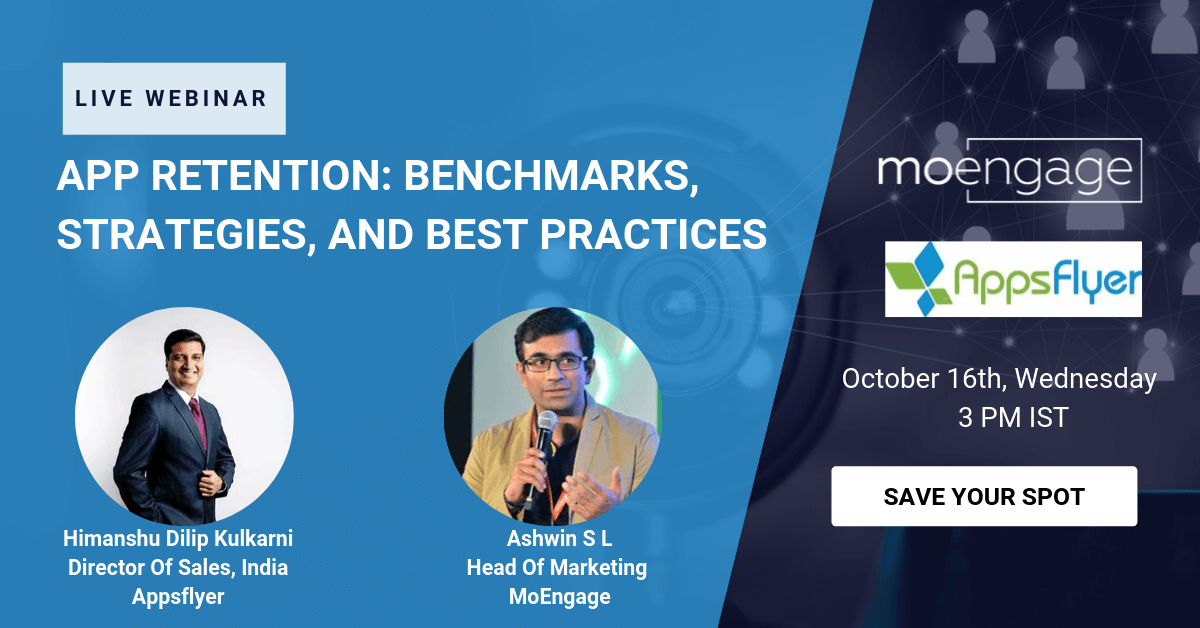 LIVE WEBINAR
APP RETENTION: BENCHMARKS,
STRATEGIES, AND BEST PRACTICES
Himanshu Dilip Kulkarni
Director Of Sales, India
Appsflyer
Ashwin S L
Head Of Marketing
MoEngage
moengage
AppsFlyer
October 16th, Wednesday
3 PM IST
SAVE YOUR SPOT